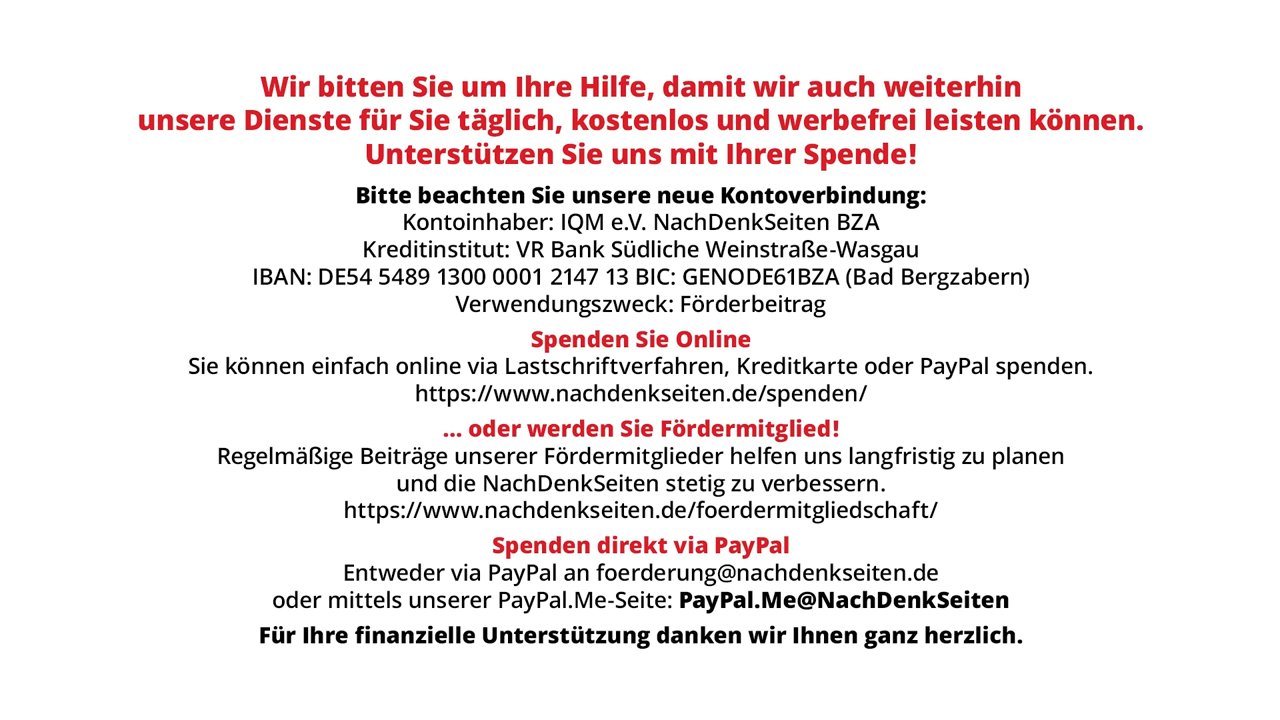 Wir bitten Sie um Ihre Hilfe, damit wir auch weiterhin
unsere Dienste für Sie täglich, kostenlos und werbefrei leisten können.
Unterstützen Sie uns mit Ihrer Spende!
Bitte beachten Sie unsere neue Kontoverbindung:
Kontoinhaber: IQM e.V. NachDenkSeiten BZA
Kreditinstitut: VR Bank Südliche Weinstraße-Wasgau
IBAN: DE54 5489 1300 0001 2147 13 BIC: GENODE61BZA (Bad Bergzabern)
Verwendungszweck: Förderbeitrag
Spenden Sie Online
Sie können einfach online via Lastschriftverfahren, Kreditkarte oder PayPal spenden.
https://www.nachdenkseiten.de/spenden/
... oder werden Sie Fördermitglied!
Regelmäßige Beiträge unserer Fördermitglieder helfen uns langfristig zu planen
und die NachDenkSeiten stetig zu verbessern.
https://www.nachdenkseiten.de/foerdermitgliedschaft/
Spenden direkt via PayPal
Entweder via PayPal an foerderung@nachdenkseiten.de
oder mittels unserer PayPal.Me-Seite: PayPal.Me@NachDenkSeiten
Für Ihre finanzielle Unterstützung danken wir Ihnen ganz herzlich.